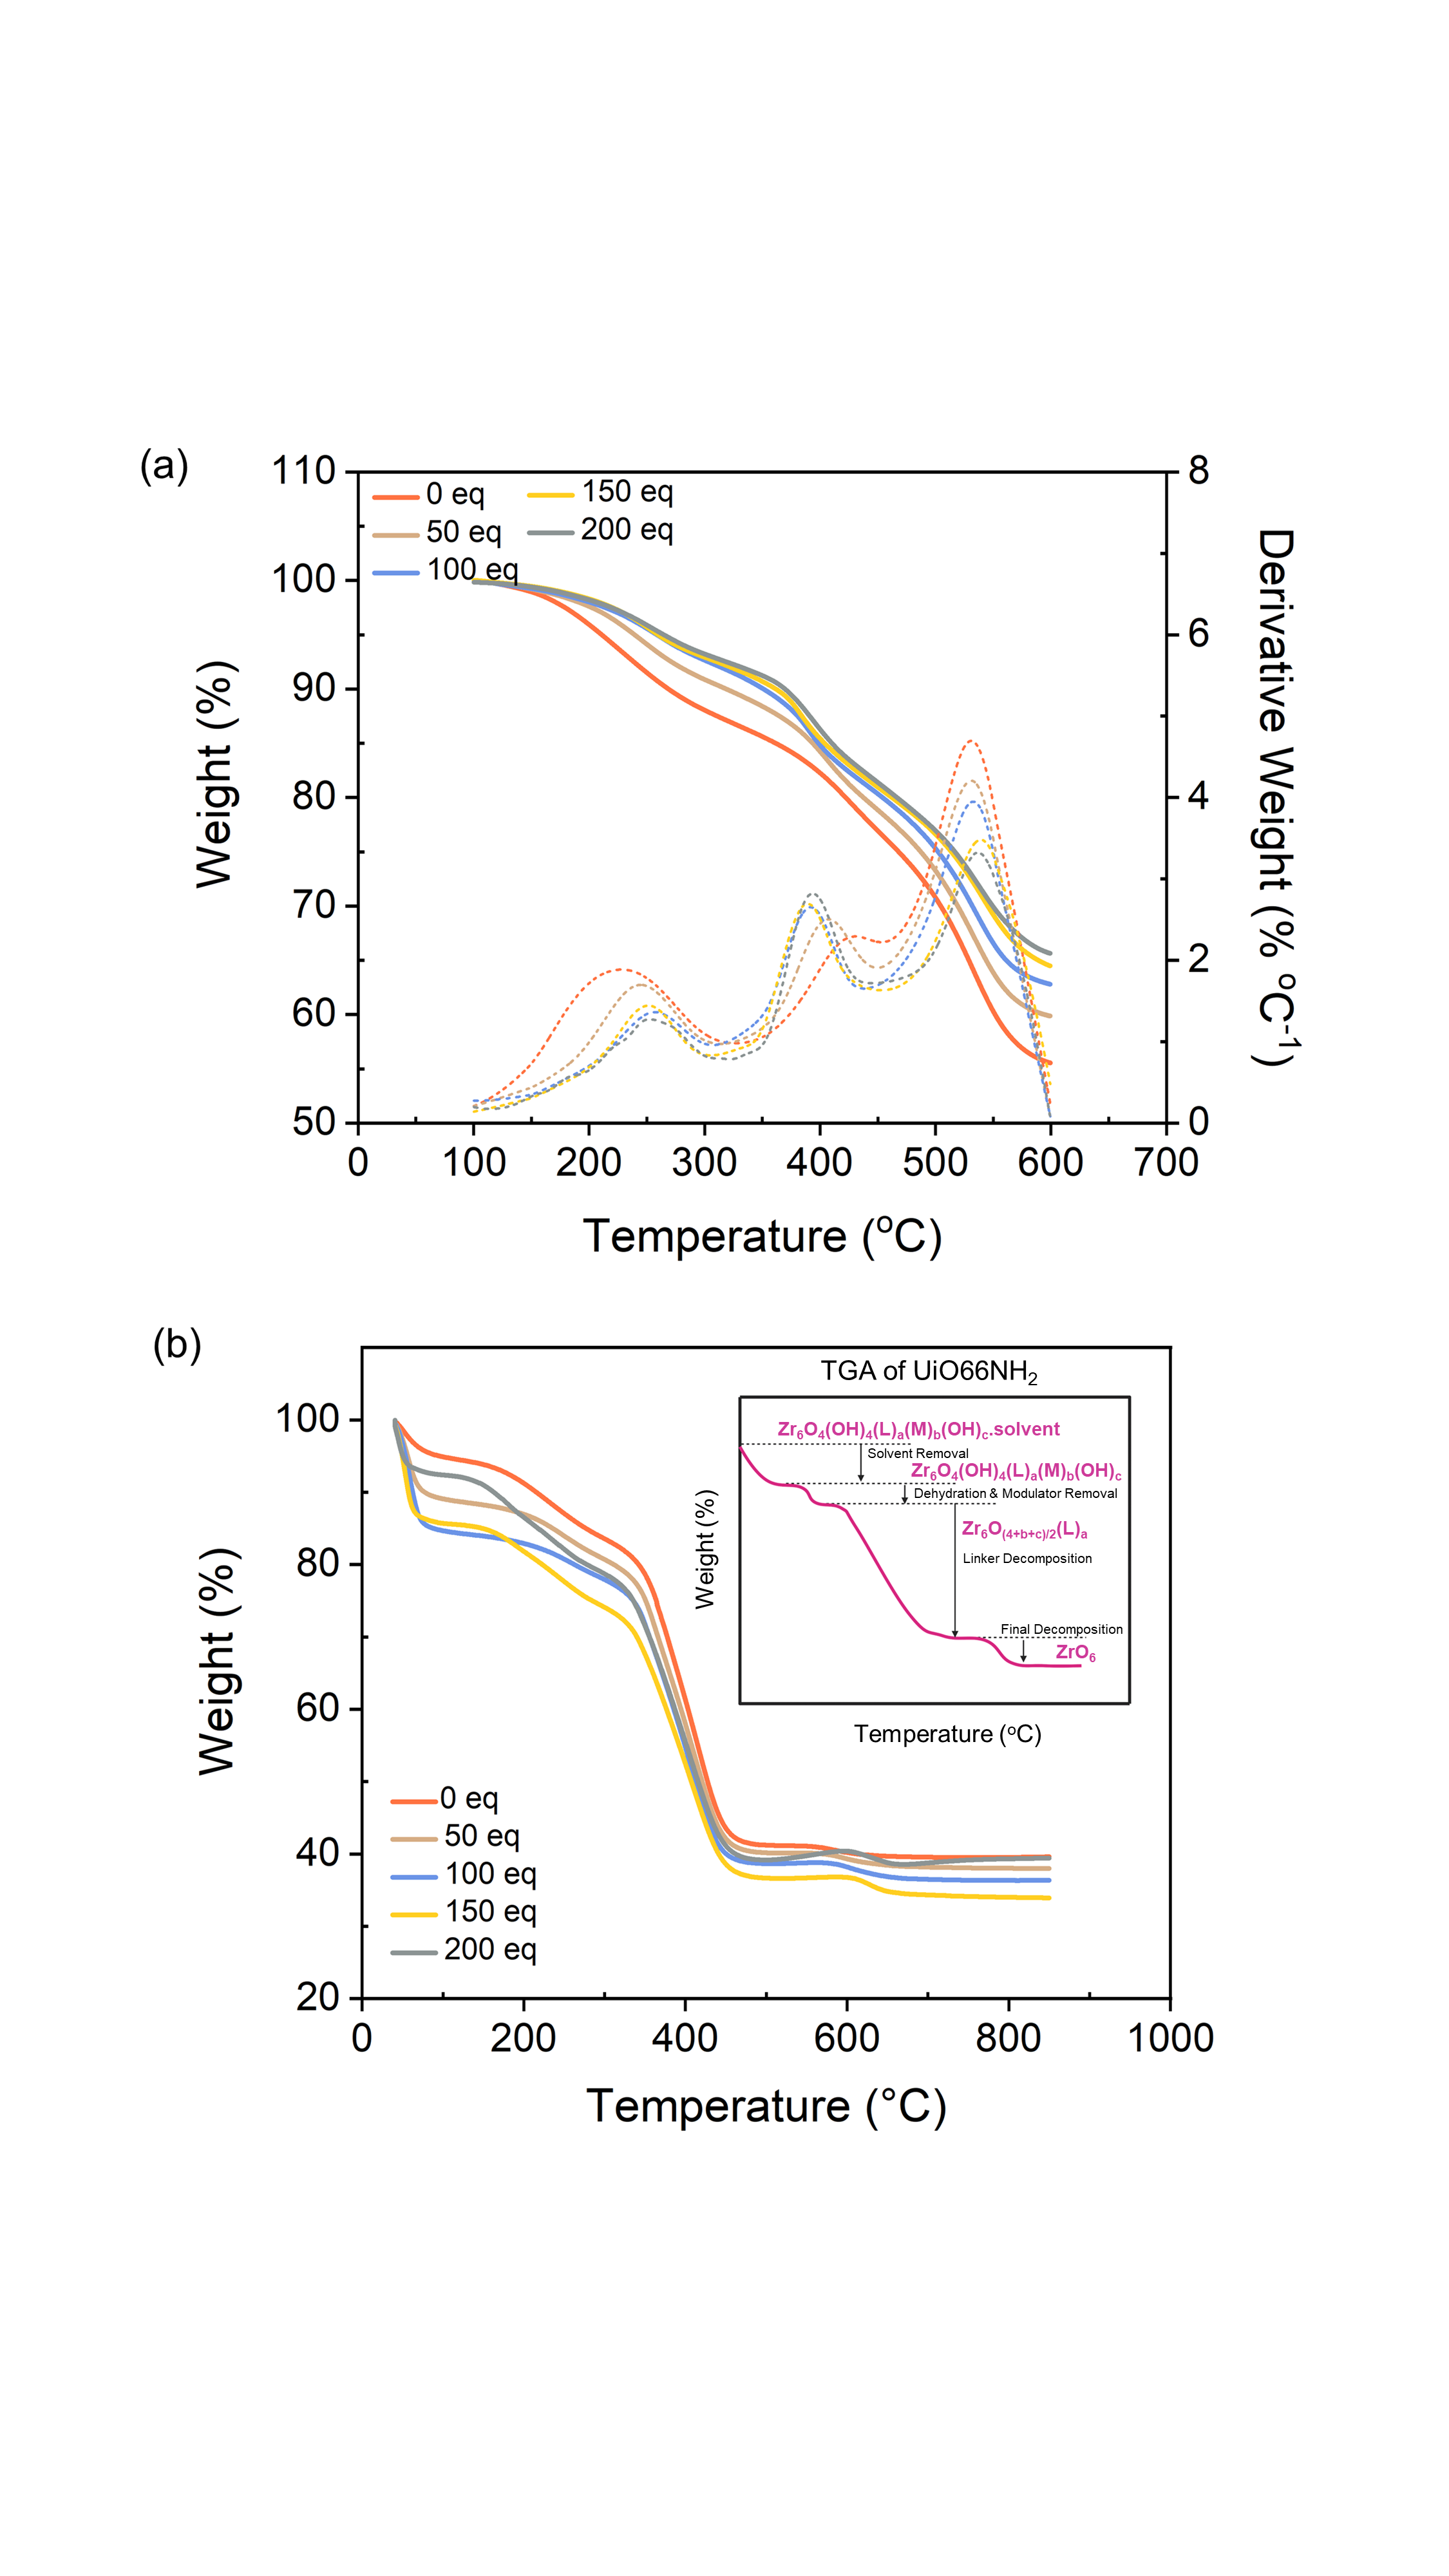 (a)
110
100
90
80
70
60
50
8
6
4
2
0
0 eq
50 eq
100 eq
150 eq
200 eq
Weight (%)
Derivative Weight (% ᵒC⁻¹)
0 100 200 300 400 500 600 700
Temperature (ᵒC)
(b)
100
80
60
40
20
Weight (%)
TGA of UiO66NH₂
Zr₆O₄(OH)₄(L)ₐ(M)b(OH)c.solvent
Solvent Removal
Zr₆O₄(OH)₄(L)ₐ(M)b(OH)c
Dehydration & Modulator Removal
Zr₆O(4+b+c)/2(L)ₐ
Linker Decomposition
Final Decomposition
ZrO₆
Weight (%)
Temperature (ᵒC)
0 eq
50 eq
100 eq
150 eq
200 eq
0 200 400 600 800 1000
Temperature (°C)